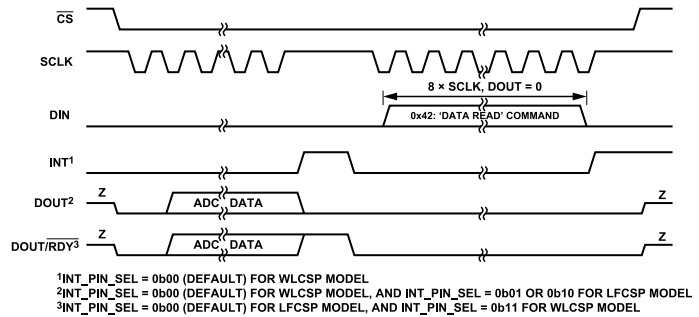 CS
SCLK
8 × SCLK, DOUT = 0
DIN
0x42: 'DATA READ' COMMAND
INT1
Z
Z
DOUT2
ADC DATA
Z
Z
DOUT/RDY3
ADC DATA
1INT_PIN_SEL = 0b00 (DEFAULT) FOR WLCSP MODEL
2INT_PIN_SEL = 0b00 (DEFAULT) FOR WLCSP MODEL, AND INT_PIN_SEL = 0b01 OR 0b10 FOR LFCSP MODEL
3INT_PIN_SEL = 0b00 (DEFAULT) FOR LFCSP MODEL, AND INT_PIN_SEL = 0b11 FOR WLCSP MODEL